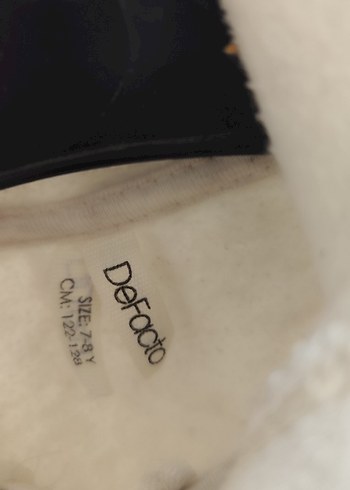 DeFacto
SIZE: 7-8 Y
CM: 122-128